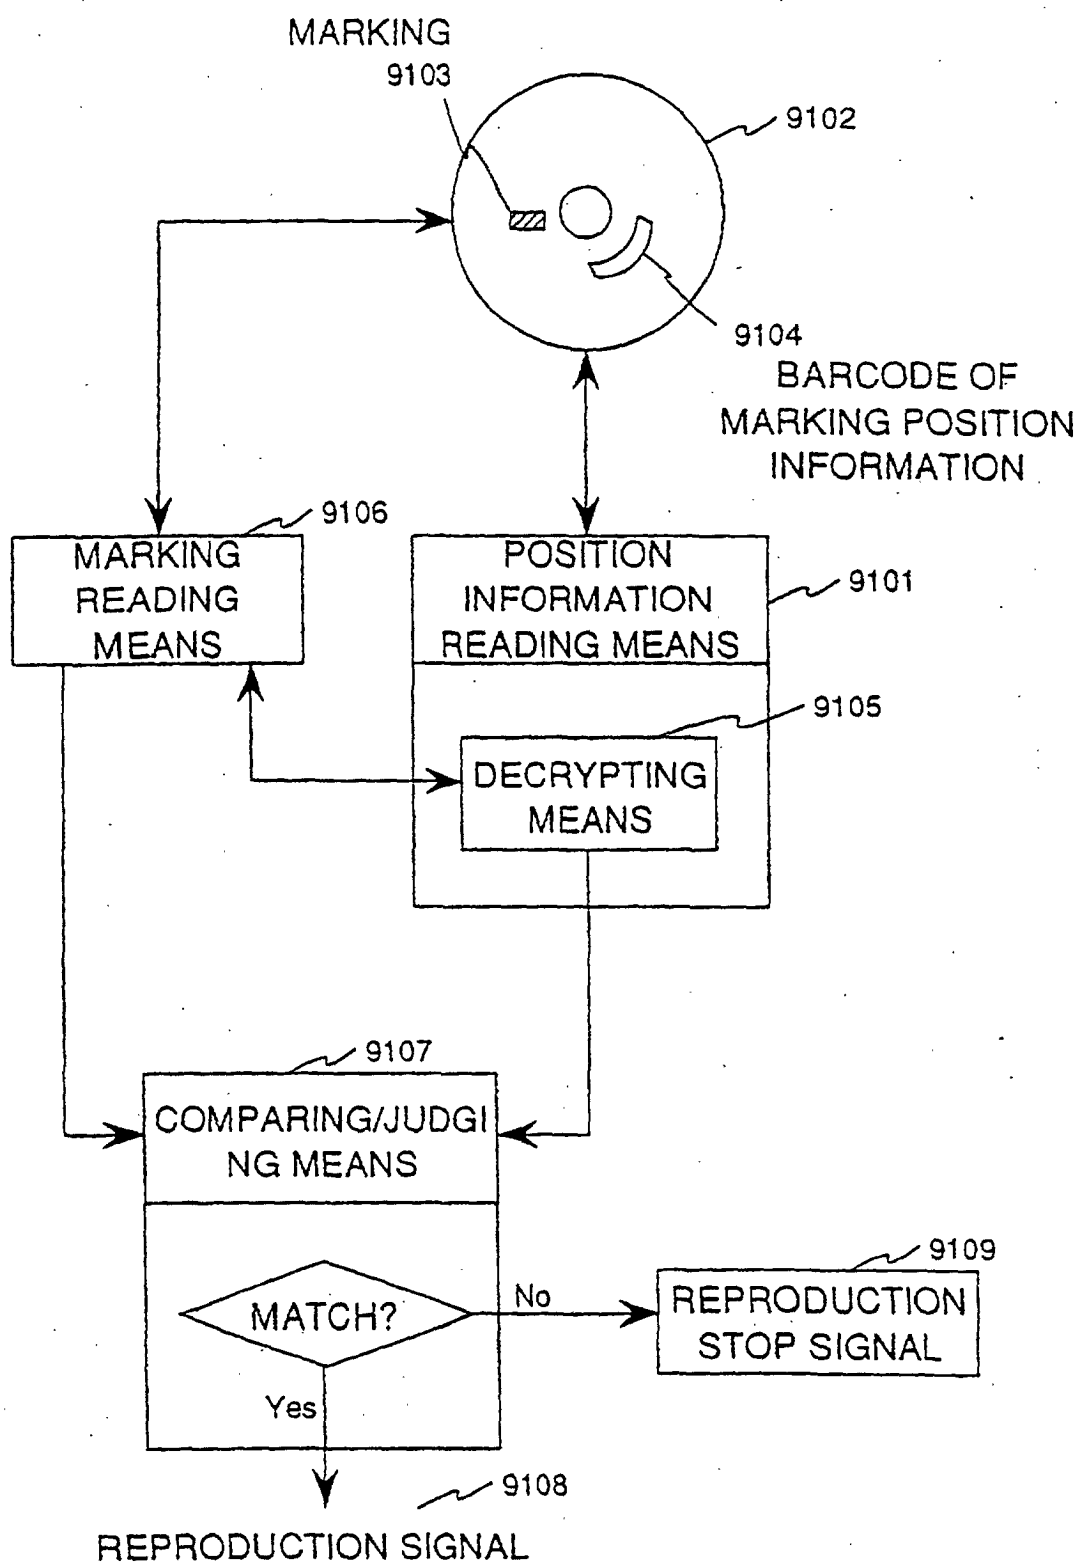 MARKING
9103
9102
9104
BARCODE OF
MARKING POSITION
INFORMATION
9106
MARKING
READING
MEANS
POSITION
INFORMATION
READING MEANS
9101
9105
DECRYPTING
MEANS
9107
COMPARING/JUDGI
NG MEANS
MATCH?
No
9109
REPRODUCTION
STOP SIGNAL
Yes
9108
REPRODUCTION SIGNAL